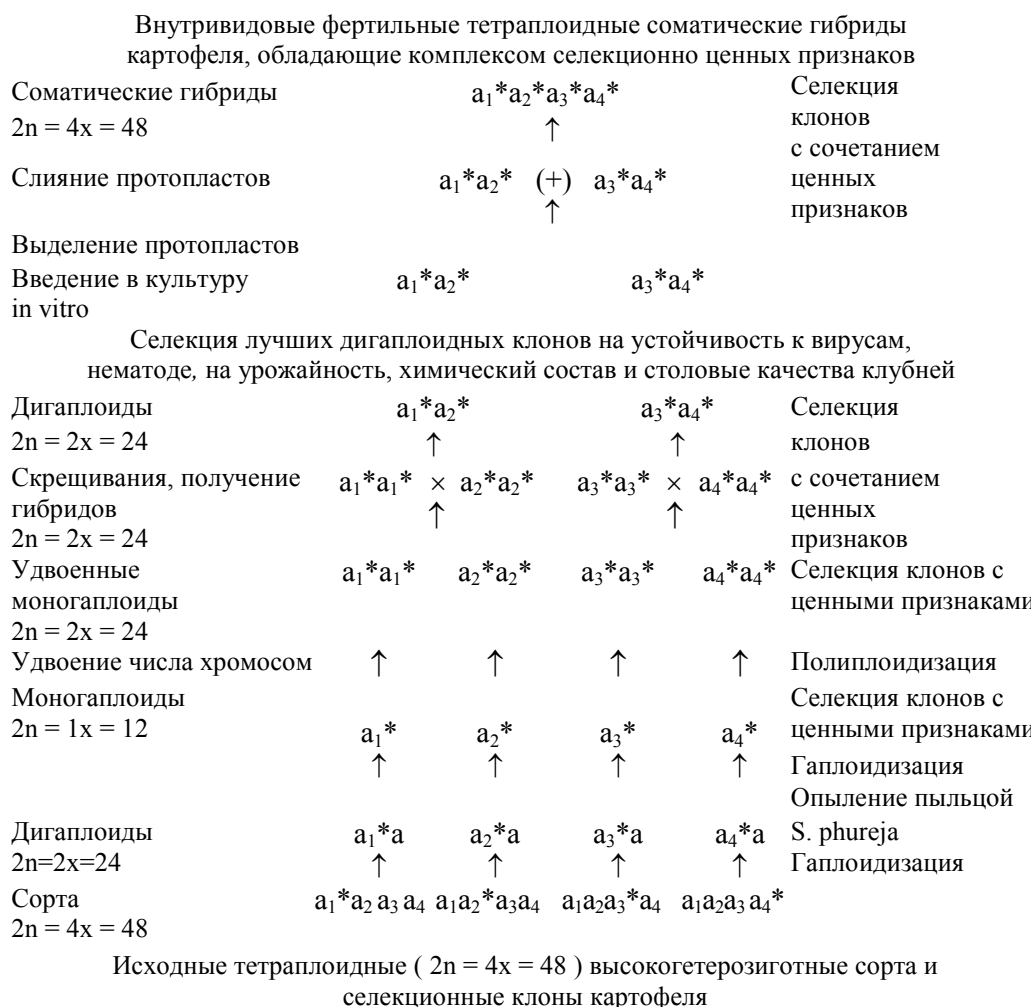 Внутривидовые фертильные тетраплоидные соматические гибриды
картофеля, обладающие комплексом селекционно ценных признаков
Соматические гибриды a₁*a₂*a₃*a₄* Селекция
2n = 4x = 48 ↑ клонов
с сочетанием
Слияние протопластов a₁*a₂* (+) a₃*a₄* ценных
↑ признаков
Выделение протопластов
Введение в культуру a₁*a₂* a₃*a₄*
in vitro
Селекция лучших дигаплоидных клонов на устойчивость к вирусам,
нематоде, на урожайность, химический состав и столовые качества клубней
Дигаплоиды a₁*a₂* a₃*a₄* Селекция
2n = 2x = 24 ↑ ↑ клонов
Скрещивания, получение a₁*a₁* × a₂*a₂* a₃*a₃* × a₄*a₄* с сочетанием
гибридов ↑ ↑ ценных
2n = 2x = 24 признаков
Удвоенные a₁*a₁* a₂*a₂* a₃*a₃* a₄*a₄* Селекция клонов с
моногаплоиды ценными признаками
2n = 2x = 24
Удвоение числа хромосом ↑ ↑ ↑ ↑ Полиплоидизация
Моногаплоиды Селекция клонов с
2n = 1x = 12 a₁* a₂* a₃* a₄* ценными признаками
↑ ↑ ↑ ↑ Гаплоидизация
Опыление пыльцой
Дигаплоиды a₁*a a₂*a a₃*a a₄*a S. phureja
2n=2x=24 ↑ ↑ ↑ ↑ Гаплоидизация
Сорта a₁*a₂ a₃ a₄ a₁a₂*a₃a₄ a₁a₂a₃*a₄ a₁a₂a₃ a₄*
2n = 4x = 48
Исходные тетраплоидные ( 2n = 4x = 48 ) высокогетерозиготные сорта и
селекционные клоны картофеля